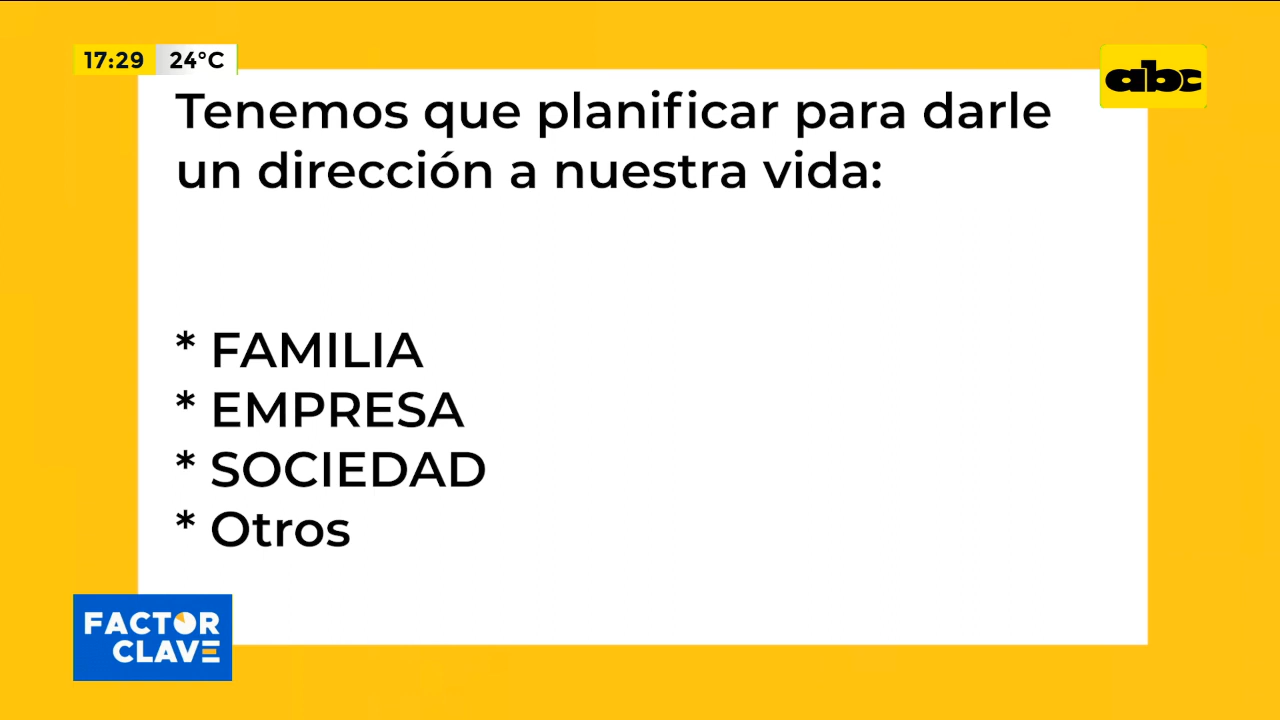 17:29 24°C
abc
Tenemos que planificar para darle
un dirección a nuestra vida:
* FAMILIA
* EMPRESA
* SOCIEDAD
* Otros
FACTOR
CLAVE